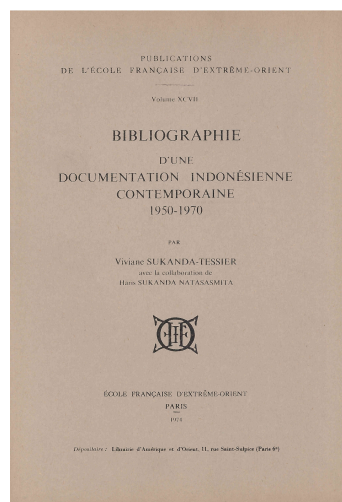 PUBLICATIONS
DE L'ÉCOLE FRANÇAISE D'EXTRÊME-ORIENT
Volume XCVII
BIBLIOGRAPHIE
D'UNE
DOCUMENTATION INDONÉSIENNE
CONTEMPORAINE
1950-1970
PAR
Viviane SUKANDA-TESSIER
avec la collaboration de
Haris SUKANDA NATASASMITA
ÉCOLE FRANÇAISE D'EXTRÊME-ORIENT
PARIS
1974
Dépositaire : Librairie d'Amérique et d'Orient, 11, rue Saint-Sulpice (Paris 6e)